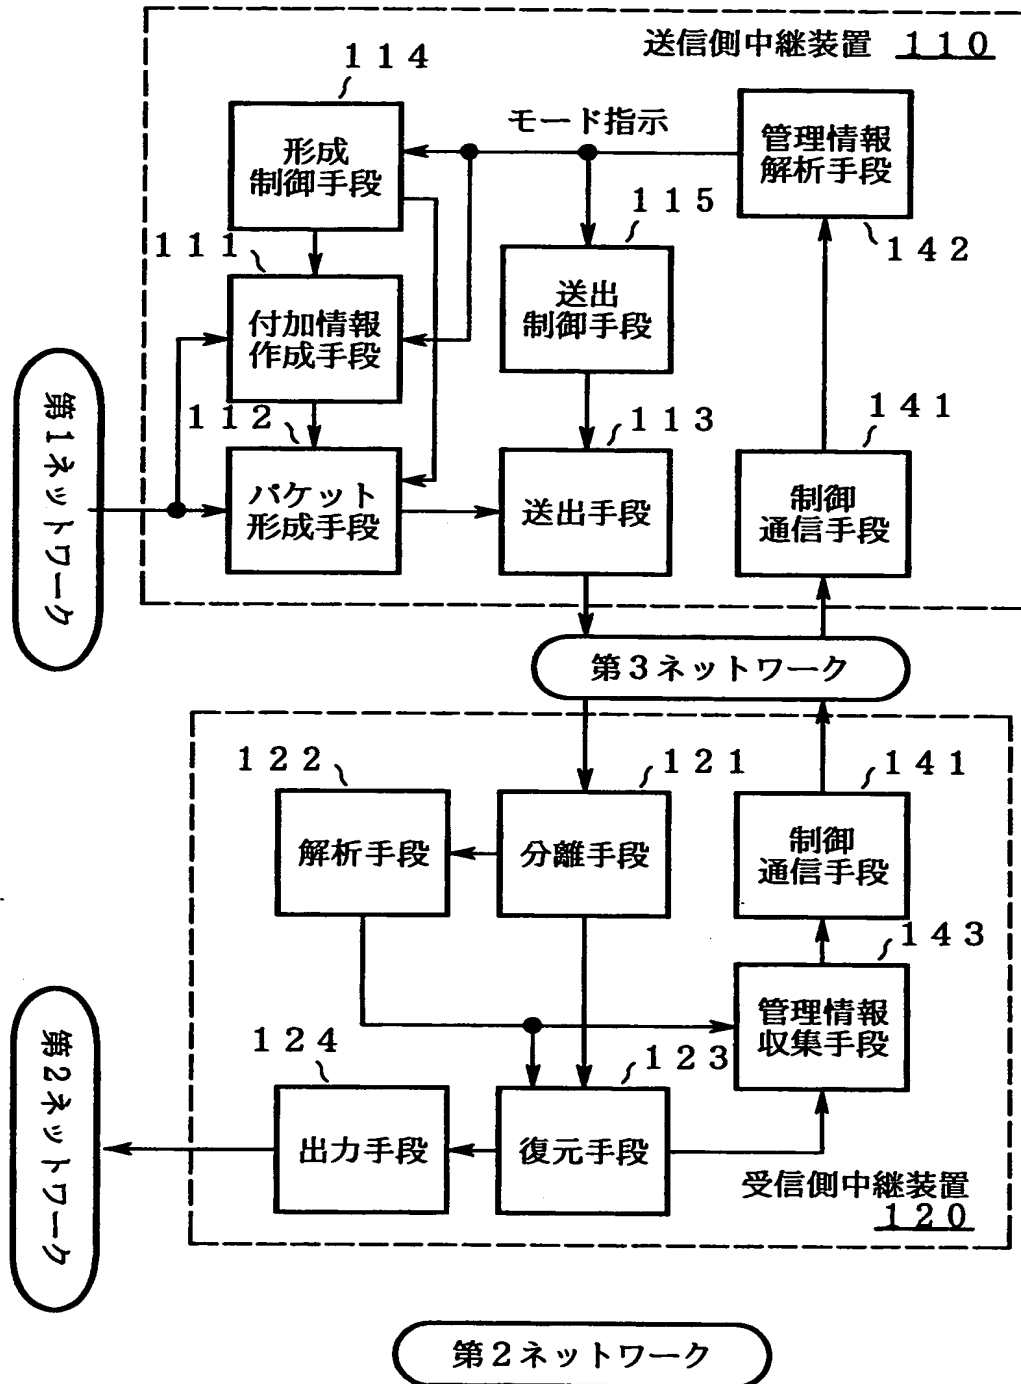 送信側中継装置 １１０
１１４
モード指示
形成
制御手段
管理情報
解析手段
１１５
１４２
１１１
付加情報
作成手段
送出
制御手段
第１ネットワーク
１１２
１１３
１４１
パケット
形成手段
送出手段
制御
通信手段
第３ネットワーク
１２２
１２１
１４１
解析手段
分離手段
制御
通信手段
１４３
管理情報
収集手段
第２ネットワーク
１２４
１２３
出力手段
復元手段
受信側中継装置
１２０
第２ネットワーク